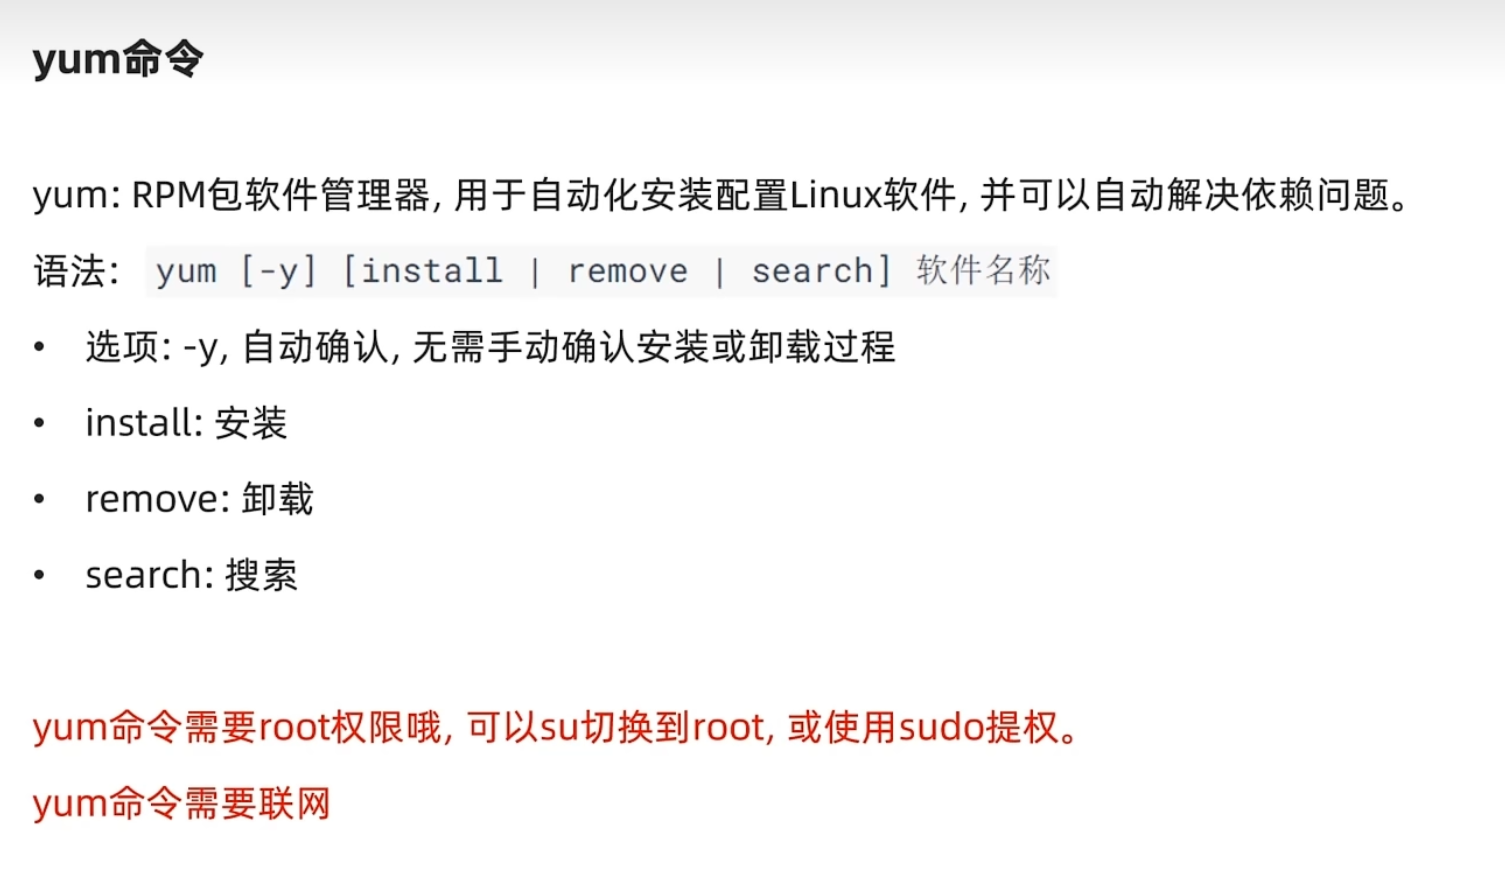 yum命令
yum: RPM包软件管理器, 用于自动化安装配置Linux软件, 并可以自动解决依赖问题。
语法: yum [-y] [install | remove | search] 软件名称
• 选项: -y, 自动确认, 无需手动确认安装或卸载过程
• install: 安装
• remove: 卸载
• search: 搜索
yum命令需要root权限哦, 可以su切换到root, 或使用sudo提权。
yum命令需要联网